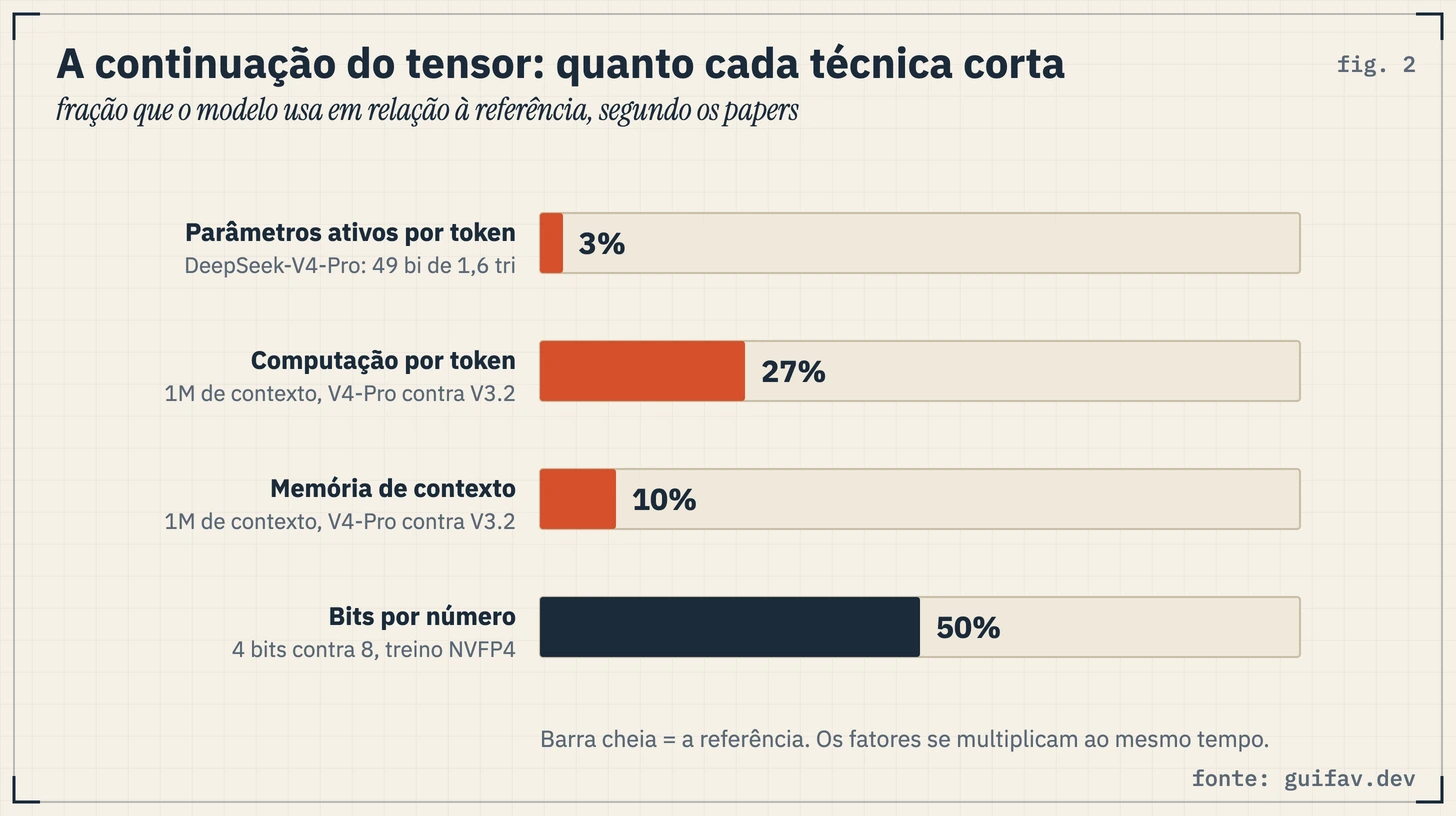 A continuação do tensor: quanto cada técnica corta
fig. 2
fração que o modelo usa em relação à referência, segundo os papers
Parâmetros ativos por token
DeepSeek-V4-Pro: 49 bi de 1,6 tri
3%
Computação por token
1M de contexto, V4-Pro contra V3.2
27%
Memória de contexto
1M de contexto, V4-Pro contra V3.2
10%
Bits por número
4 bits contra 8, treino NVFP4
50%
Barra cheia = a referência. Os fatores se multiplicam ao mesmo tempo.
fonte: guifav.dev